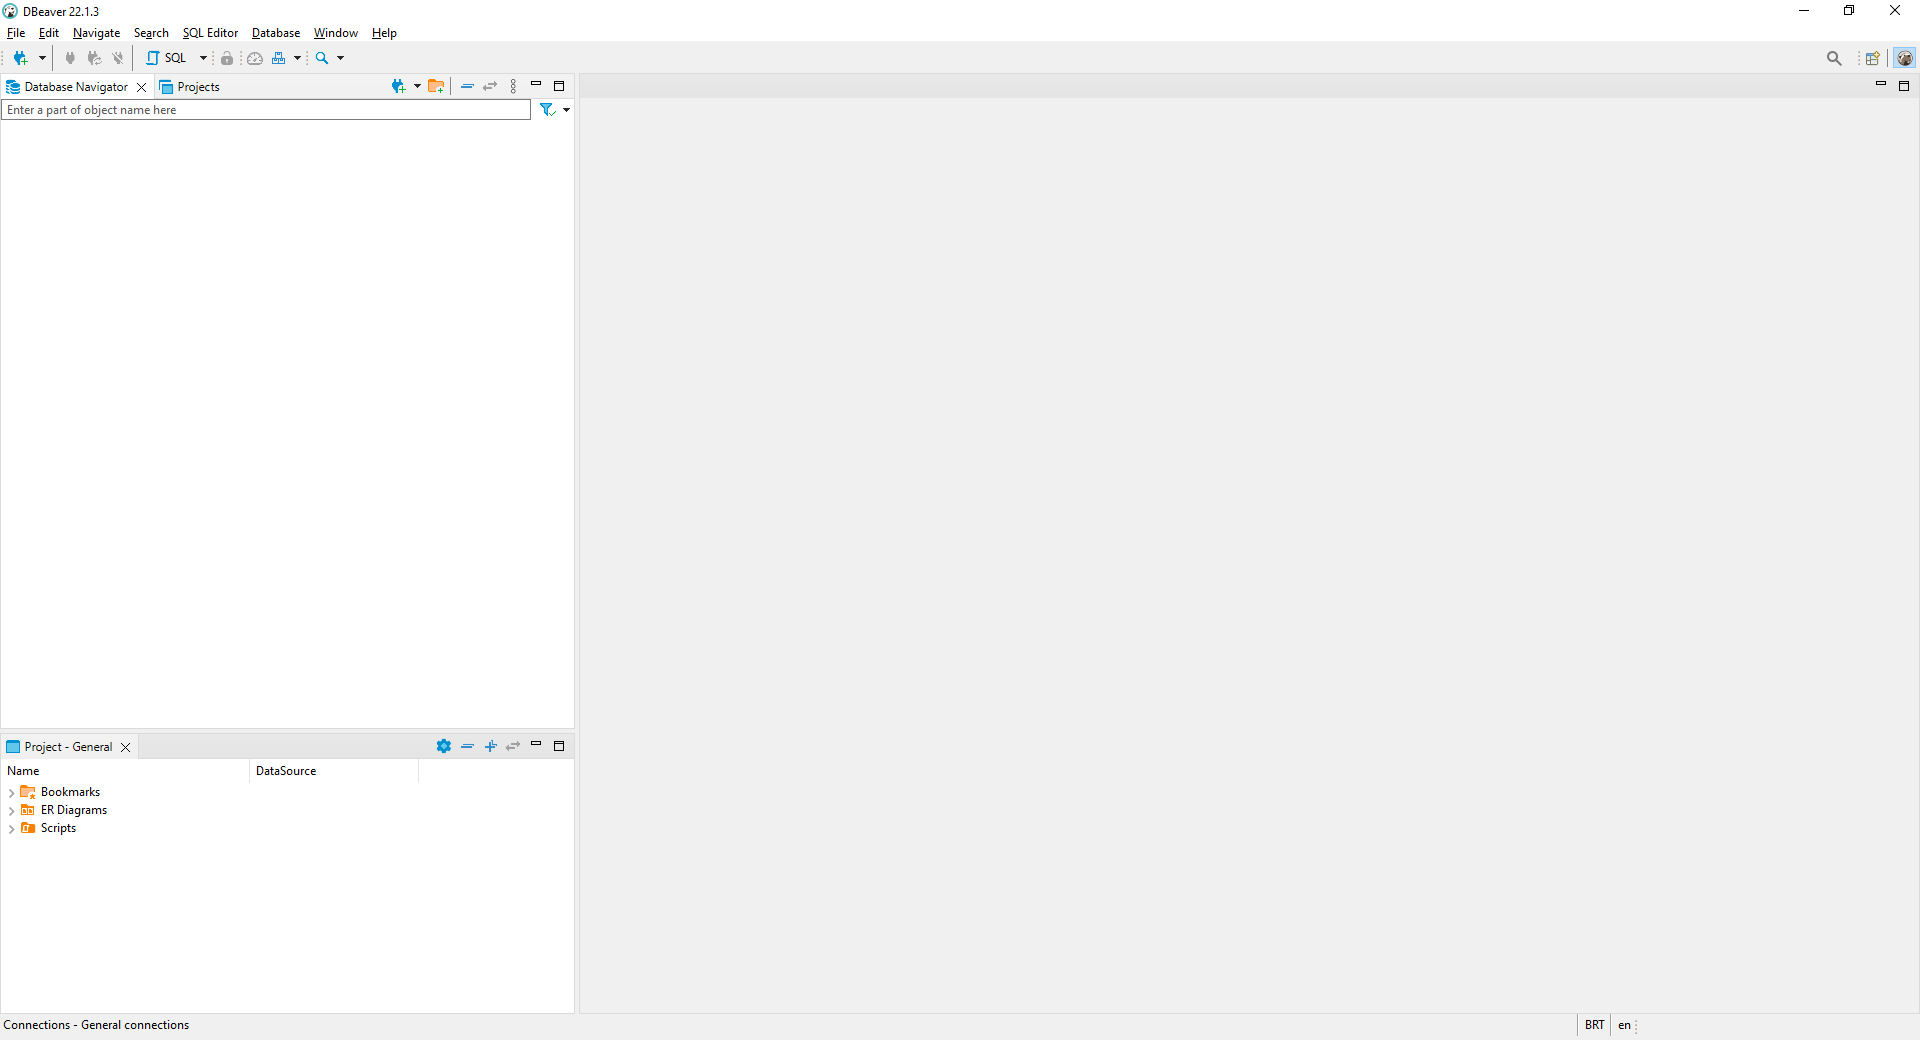 DBeaver 22.1.3
File Edit Navigate Search SQL Editor Database Window Help
SQL
Database Navigator Projects
Enter a part of object name here
Project - General
Name DataSource
Bookmarks
ER Diagrams
Scripts
Connections - General connections BRT en